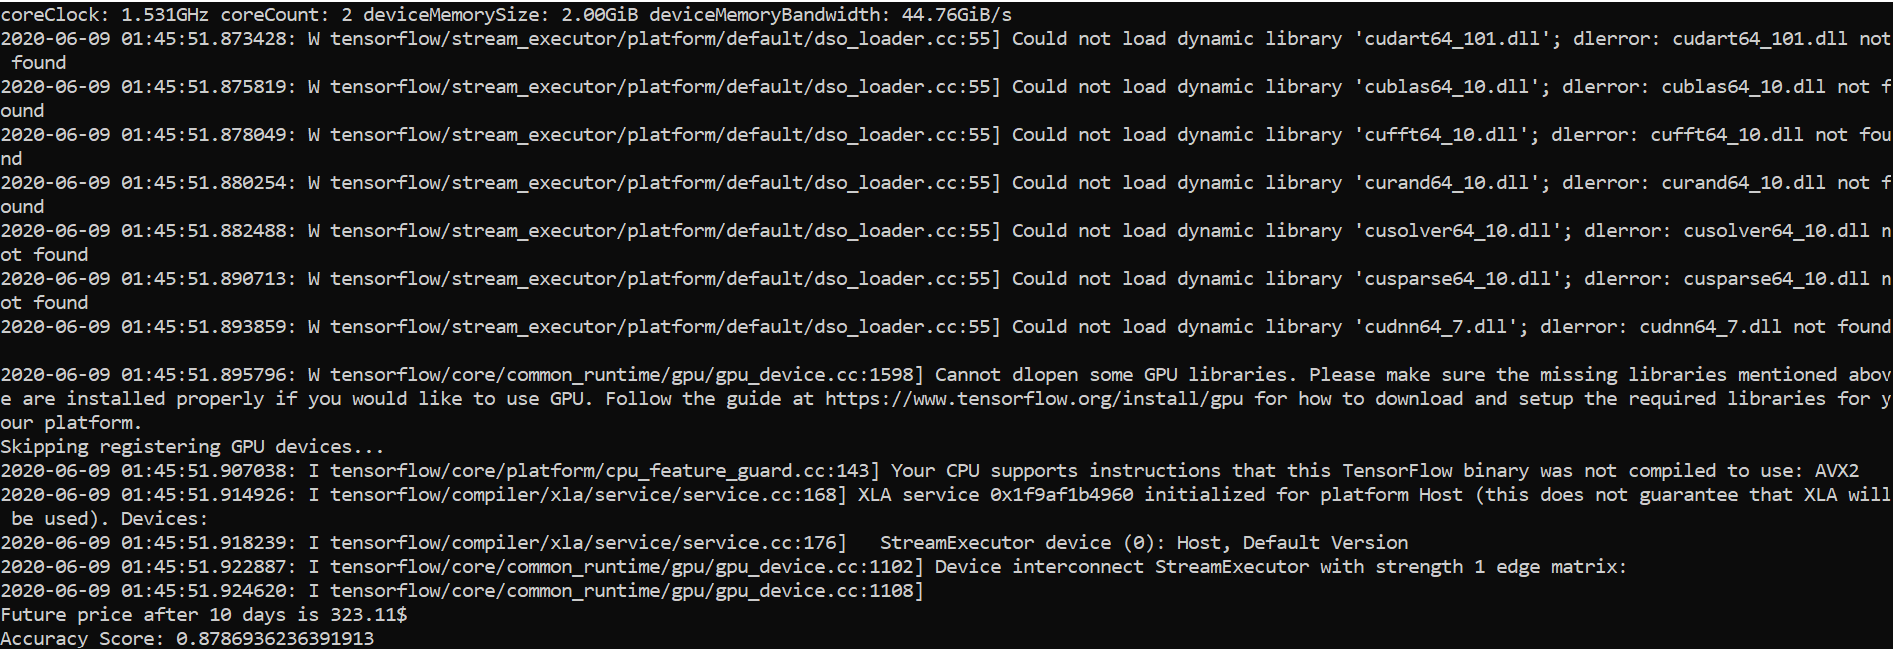 coreClock: 1.531GHz coreCount: 2 deviceMemorySize: 2.00GiB deviceMemoryBandwidth: 44.76GiB/s
2020-06-09 01:45:51.873428: W tensorflow/stream_executor/platform/default/dso_loader.cc:55] Could not load dynamic library 'cudart64_101.dll'; dlerror: cudart64_101.dll not
 found
2020-06-09 01:45:51.875819: W tensorflow/stream_executor/platform/default/dso_loader.cc:55] Could not load dynamic library 'cublas64_10.dll'; dlerror: cublas64_10.dll not f
ound
2020-06-09 01:45:51.878049: W tensorflow/stream_executor/platform/default/dso_loader.cc:55] Could not load dynamic library 'cufft64_10.dll'; dlerror: cufft64_10.dll not fou
nd
2020-06-09 01:45:51.880254: W tensorflow/stream_executor/platform/default/dso_loader.cc:55] Could not load dynamic library 'curand64_10.dll'; dlerror: curand64_10.dll not f
ound
2020-06-09 01:45:51.882488: W tensorflow/stream_executor/platform/default/dso_loader.cc:55] Could not load dynamic library 'cusolver64_10.dll'; dlerror: cusolver64_10.dll n
ot found
2020-06-09 01:45:51.890713: W tensorflow/stream_executor/platform/default/dso_loader.cc:55] Could not load dynamic library 'cusparse64_10.dll'; dlerror: cusparse64_10.dll n
ot found
2020-06-09 01:45:51.893859: W tensorflow/stream_executor/platform/default/dso_loader.cc:55] Could not load dynamic library 'cudnn64_7.dll'; dlerror: cudnn64_7.dll not found
2020-06-09 01:45:51.895796: W tensorflow/core/common_runtime/gpu/gpu_device.cc:1598] Cannot dlopen some GPU libraries. Please make sure the missing libraries mentioned abov
e are installed properly if you would like to use GPU. Follow the guide at https://www.tensorflow.org/install/gpu for how to download and setup the required libraries for y
our platform.
Skipping registering GPU devices...
2020-06-09 01:45:51.907038: I tensorflow/core/platform/cpu_feature_guard.cc:143] Your CPU supports instructions that this TensorFlow binary was not compiled to use: AVX2
2020-06-09 01:45:51.914926: I tensorflow/compiler/xla/service/service.cc:168] XLA service 0x1f9af1b4960 initialized for platform Host (this does not guarantee that XLA will
 be used). Devices:
2020-06-09 01:45:51.918239: I tensorflow/compiler/xla/service/service.cc:176]   StreamExecutor device (0): Host, Default Version
2020-06-09 01:45:51.922887: I tensorflow/core/common_runtime/gpu/gpu_device.cc:1102] Device interconnect StreamExecutor with strength 1 edge matrix:
2020-06-09 01:45:51.924620: I tensorflow/core/common_runtime/gpu/gpu_device.cc:1108]
Future price after 10 days is 323.11$
Accuracy Score: 0.8786936236391913